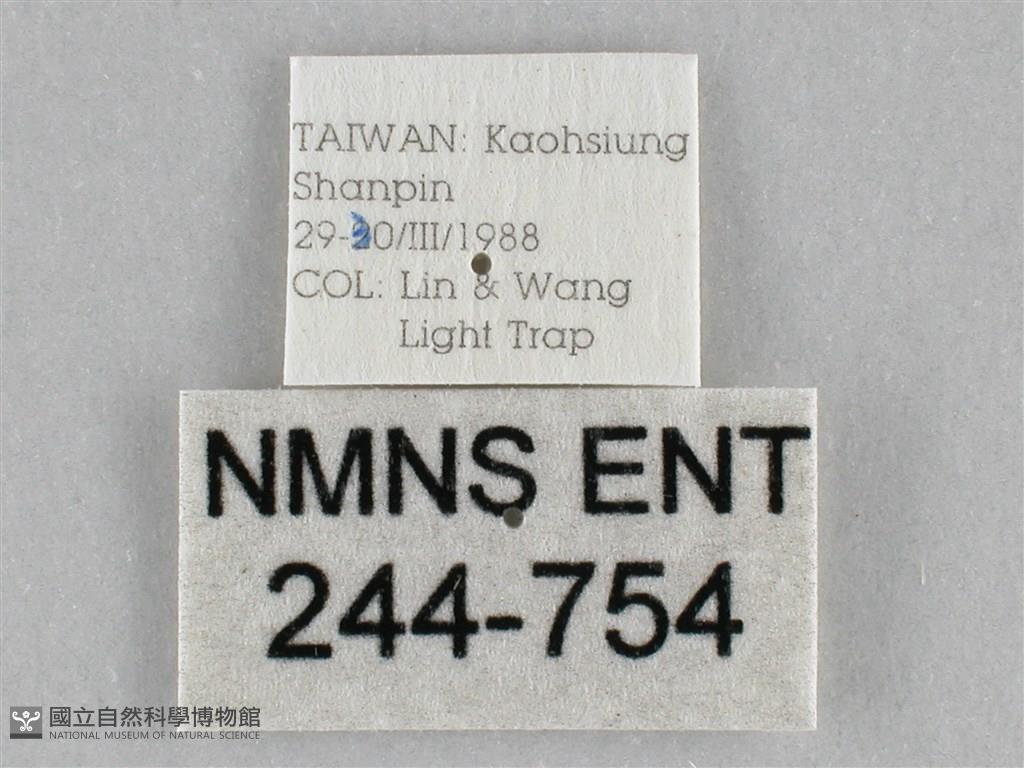 TAIWAN: Kaohsiung
Shanpin
29-30/III/1988
COL: Lin & Wang
Light Trap
NMNS ENT
244-754
國立自然科學博物館
NATIONAL MUSEUM OF NATURAL SCIENCE